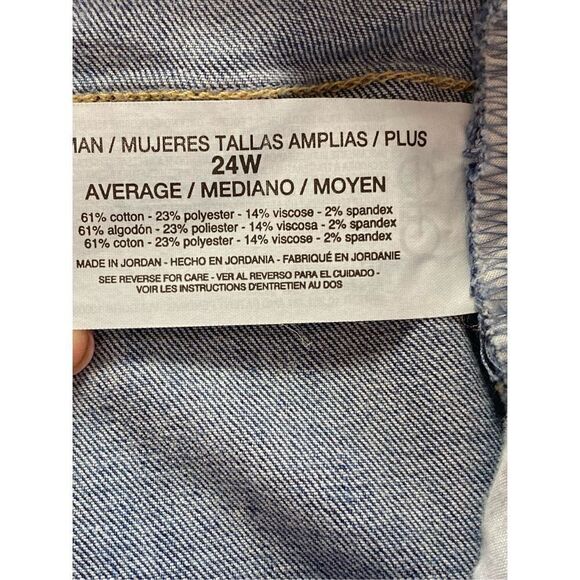 MAN / MUJERES TALLAS AMPLIAS / PLUS
24W
AVERAGE / MEDIANO / MOYEN
61% cotton - 23% polyester - 14% viscose - 2% spandex
61% algodón - 23% poliester - 14% viscosa - 2% spandex
61% coton - 23% polyester - 14% viscose - 2% spandex
MADE IN JORDAN - HECHO EN JORDANIA - FABRIQUÉ EN JORDANIE
SEE REVERSE FOR CARE - VER AL REVERSO PARA EL CUIDADO -
VOIR LES INSTRUCTIONS D'ENTRETIEN AU DOS